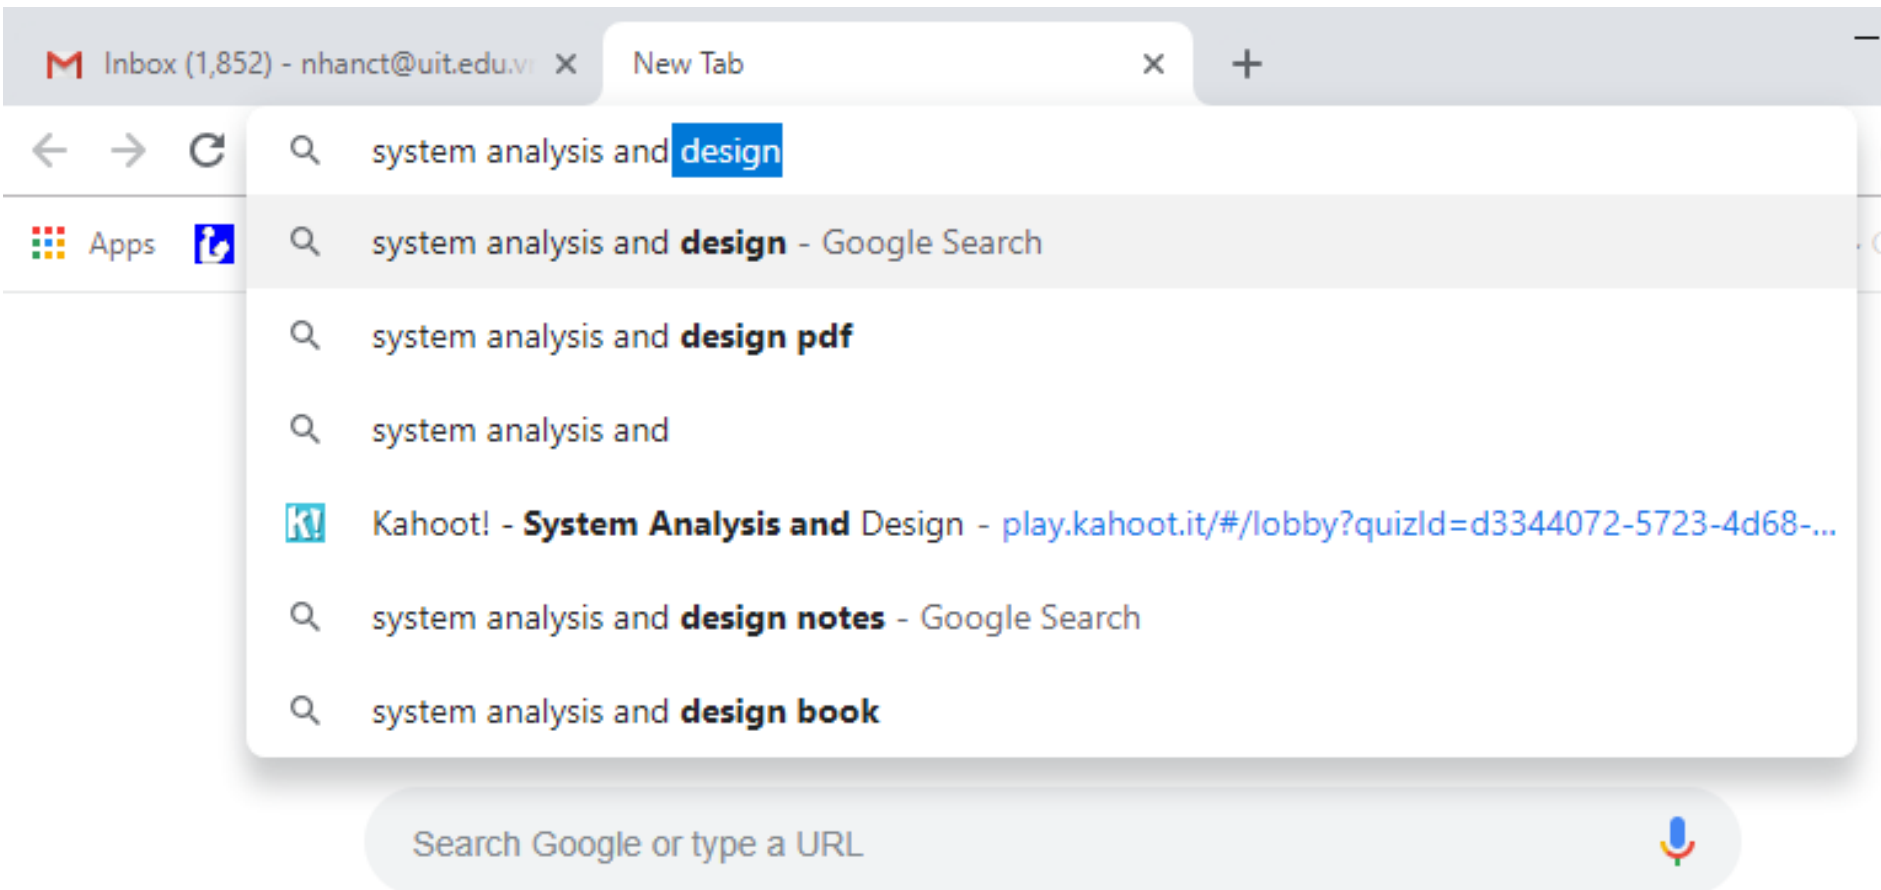 Inbox (1,852) - nhanct@uit.edu.v
New Tab
system analysis and design
Apps
system analysis and design - Google Search
system analysis and design pdf
system analysis and
K! Kahoot! - System Analysis and Design - play.kahoot.it/#/lobby?quizId=d3344072-5723-4d68-...
system analysis and design notes - Google Search
system analysis and design book
Search Google or type a URL